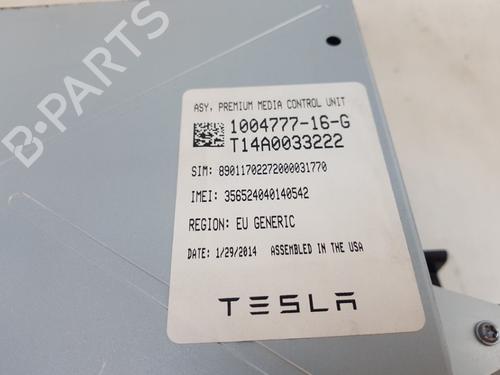 B-PARTS
ASY, PREMIUM MEDIA CONTROL UNIT
1004777-16-G
T14A0033222
SIM: 89011702272000031770
IMEI: 356524040140542
REGION: EU GENERIC
DATE: 1/29/2014 ASSEMBLED IN THE USA
TESLA